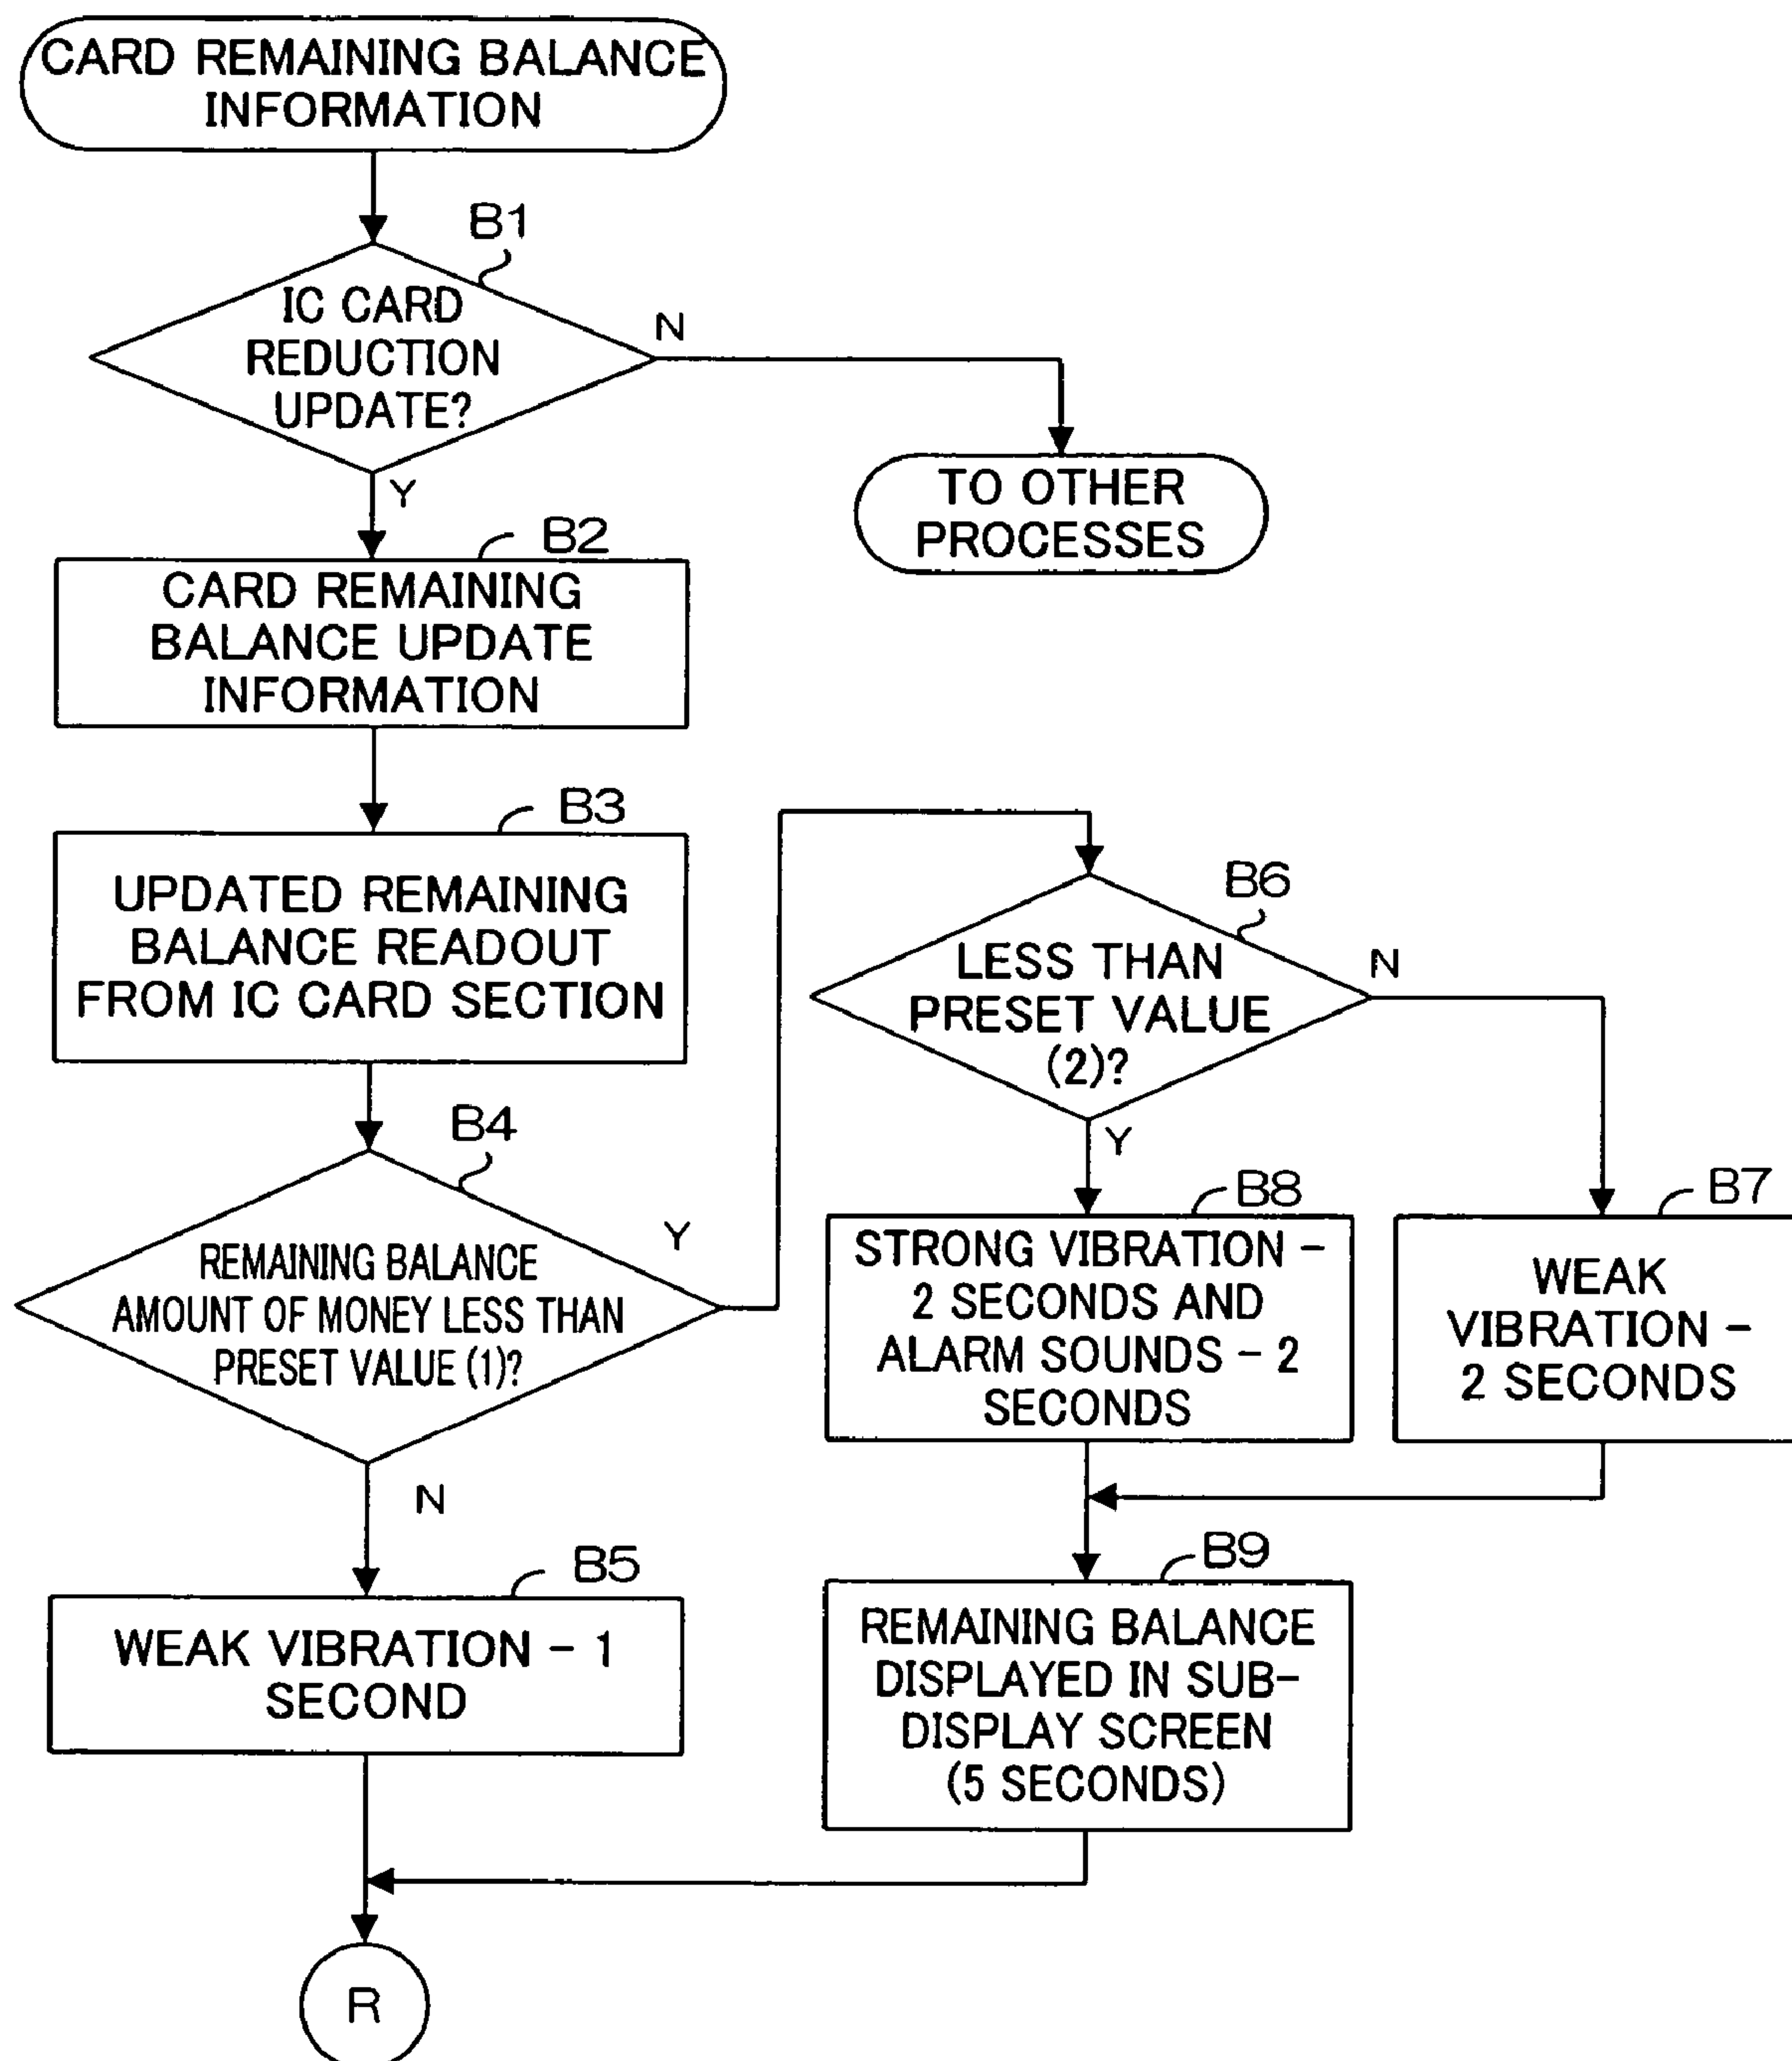 CARD REMAINING BALANCE
INFORMATION
B1
IC CARD
REDUCTION
UPDATE?
N
Y
TO OTHER
PROCESSES
B2
CARD REMAINING
BALANCE UPDATE
INFORMATION
B3
UPDATED REMAINING
BALANCE READOUT
FROM IC CARD SECTION
B4
REMAINING BALANCE
AMOUNT OF MONEY LESS THAN
PRESET VALUE (1)?
Y
N
B5
WEAK VIBRATION - 1
SECOND
B6
LESS THAN
PRESET VALUE
(2)?
N
Y
B8
STRONG VIBRATION -
2 SECONDS AND
ALARM SOUNDS - 2
SECONDS
B7
WEAK
VIBRATION -
2 SECONDS
B9
REMAINING BALANCE
DISPLAYED IN SUB-
DISPLAY SCREEN
(5 SECONDS)
R